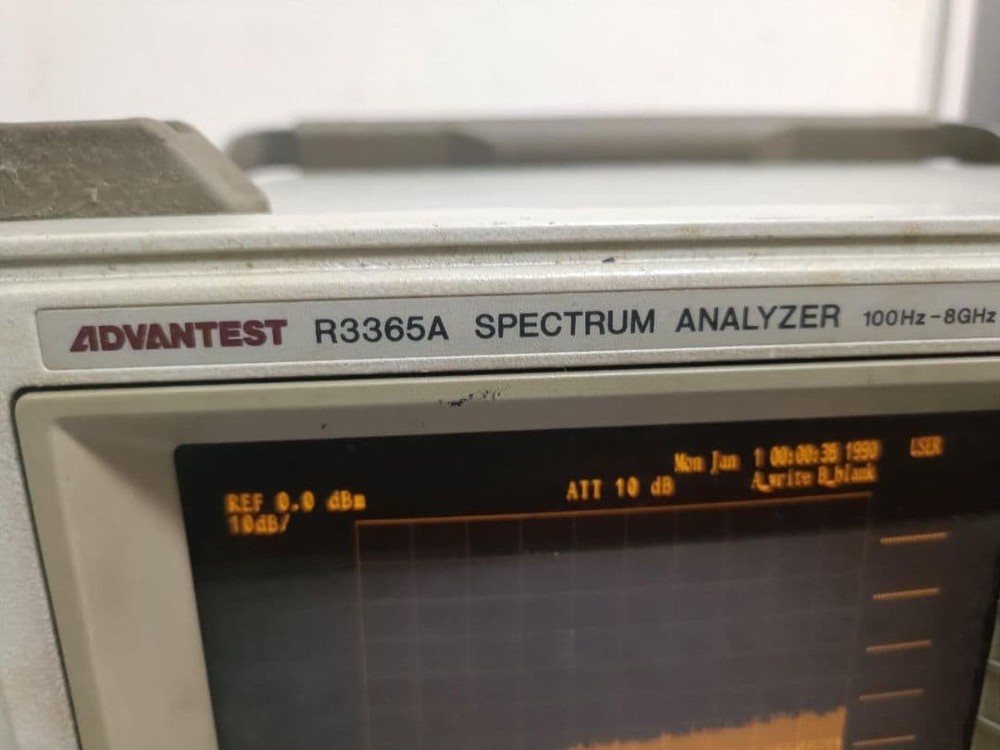 ADVANTEST R3365A SPECTRUM ANALYZER 100Hz-8GHz
Mon Jan 1 00:00:36 1990 USER
REF 0.0 dBm ATT 10 dB A_write B_blank
10dB/